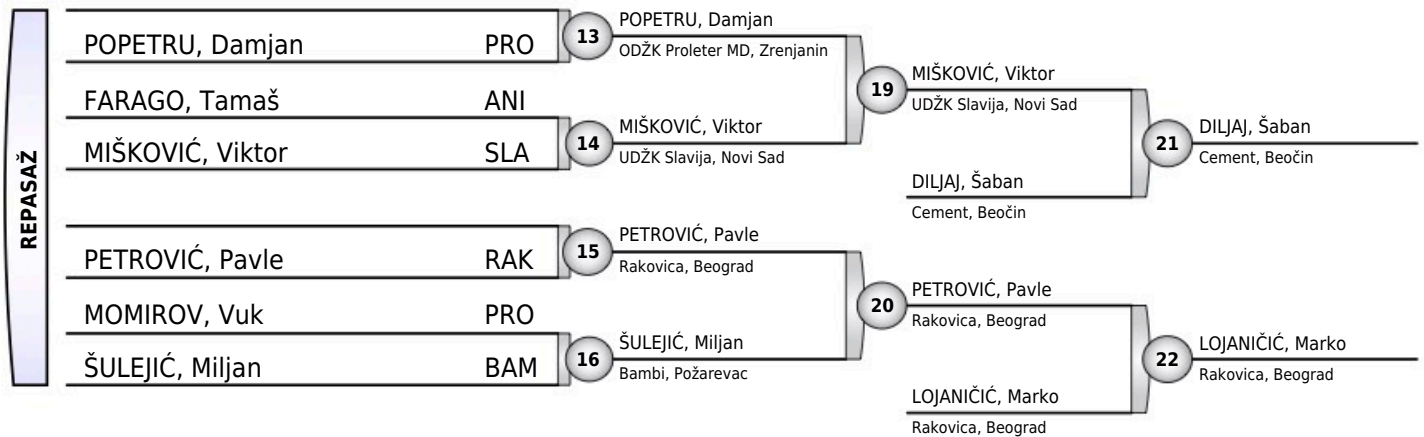 REPASAŽ
POPETRU, Damjan PRO
FARAGO, Tamaš ANI
MIŠKOVIĆ, Viktor SLA
PETROVIĆ, Pavle RAK
MOMIROV, Vuk PRO
ŠULEJIĆ, Miljan BAM
13
POPETRU, Damjan
ODŽK Proleter MD, Zrenjanin
14
MIŠKOVIĆ, Viktor
UDŽK Slavija, Novi Sad
15
PETROVIĆ, Pavle
Rakovica, Beograd
16
ŠULEJIĆ, Miljan
Bambi, Požarevac
19
MIŠKOVIĆ, Viktor
UDŽK Slavija, Novi Sad
DILJAJ, Šaban
Cement, Beočin
20
PETROVIĆ, Pavle
Rakovica, Beograd
LOJANIČIĆ, Marko
Rakovica, Beograd
21
DILJAJ, Šaban
Cement, Beočin
22
LOJANIČIĆ, Marko
Rakovica, Beograd